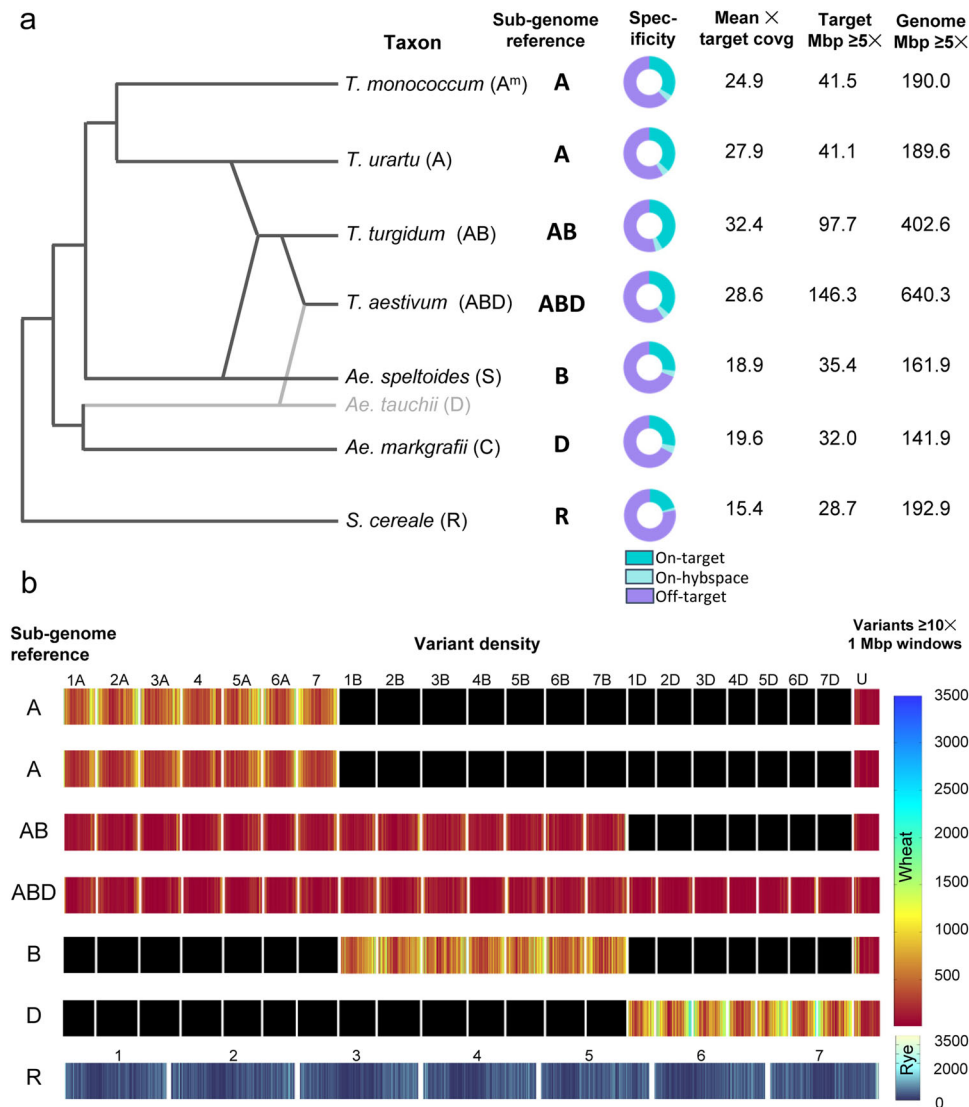 a
Taxon
Sub-genome
reference
Spec-
ificity
Mean ×
target covg
Target
Mbp ≥5×
Genome
Mbp ≥5×
T. monococcum (Aᵐ) A 24.9 41.5 190.0
T. urartu (A) A 27.9 41.1 189.6
T. turgidum (AB) AB 32.4 97.7 402.6
T. aestivum (ABD) ABD 28.6 146.3 640.3
Ae. speltoides (S) B 18.9 35.4 161.9
Ae. tauchii (D)
Ae. markgrafii (C) D 19.6 32.0 141.9
S. cereale (R) R 15.4 28.7 192.9
On-target
On-hybspace
Off-target
b
Sub-genome
reference
Variant density
Variants ≥10×
1 Mbp windows
1A 2A 3A 4 5A 6A 7 1B 2B 3B 4B 5B 6B 7B 1D 2D 3D 4D 5D 6D 7D U
A
A
AB
ABD
B
D
R
1 2 3 4 5 6 7
3500
3000
2500
2000
1500
1000
500
Wheat
3500
2000
0
Rye